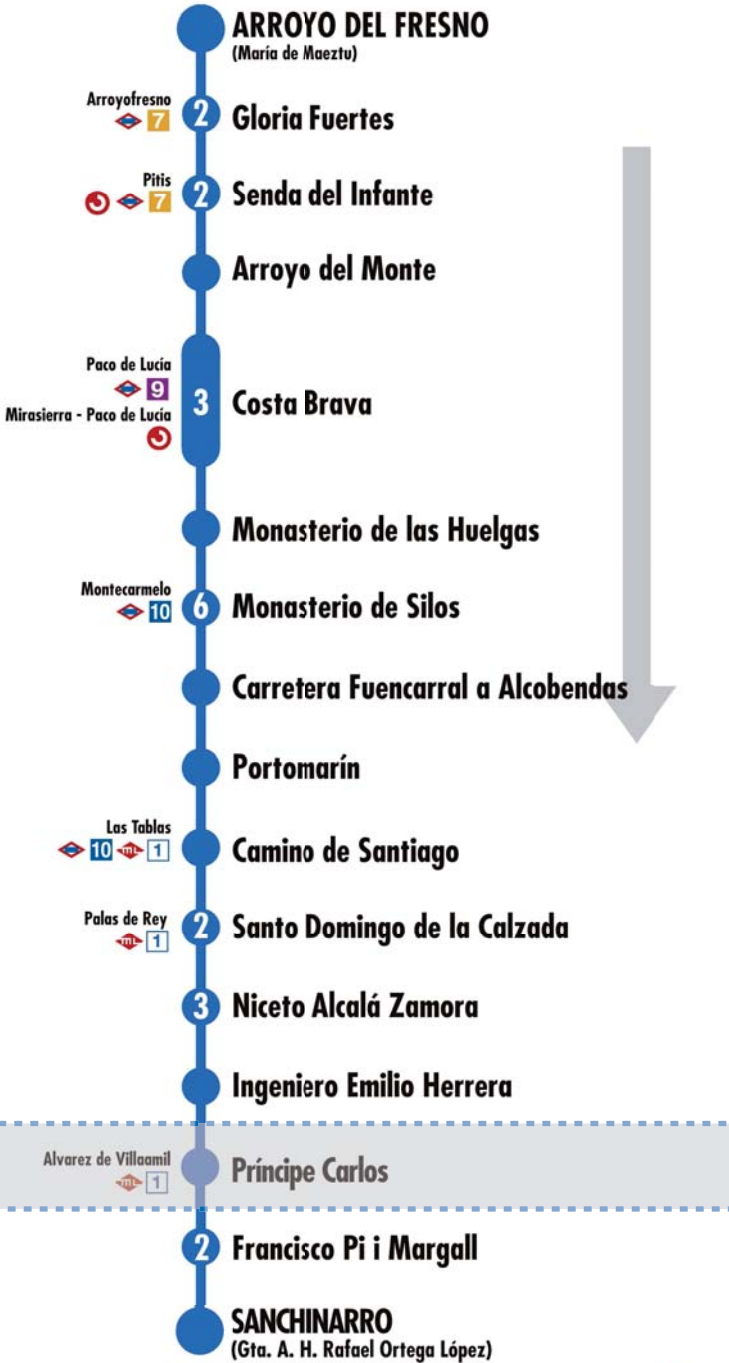 ARROYO DEL FRESNO
(María de Maeztu)
Arroyofresno
7
2
Gloria Fuertes
Pitis
7
2
Senda del Infante
Arroyo del Monte
Paco de Lucía
9
Mirasierra - Paco de Lucía
3
Costa Brava
Monasterio de las Huelgas
Montecarmelo
10
6
Monasterio de Silos
Carretera Fuencarral a Alcobendas
Portomarín
Las Tablas
10 mL 1
Camino de Santiago
Palas de Rey
mL 1
2
Santo Domingo de la Calzada
3
Niceto Alcalá Zamora
Ingeniero Emilio Herrera
Alvarez de Villaamil
mL 1
Príncipe Carlos
2
Francisco Pi i Margall
SANCHINARRO
(Gta. A. H. Rafael Ortega López)